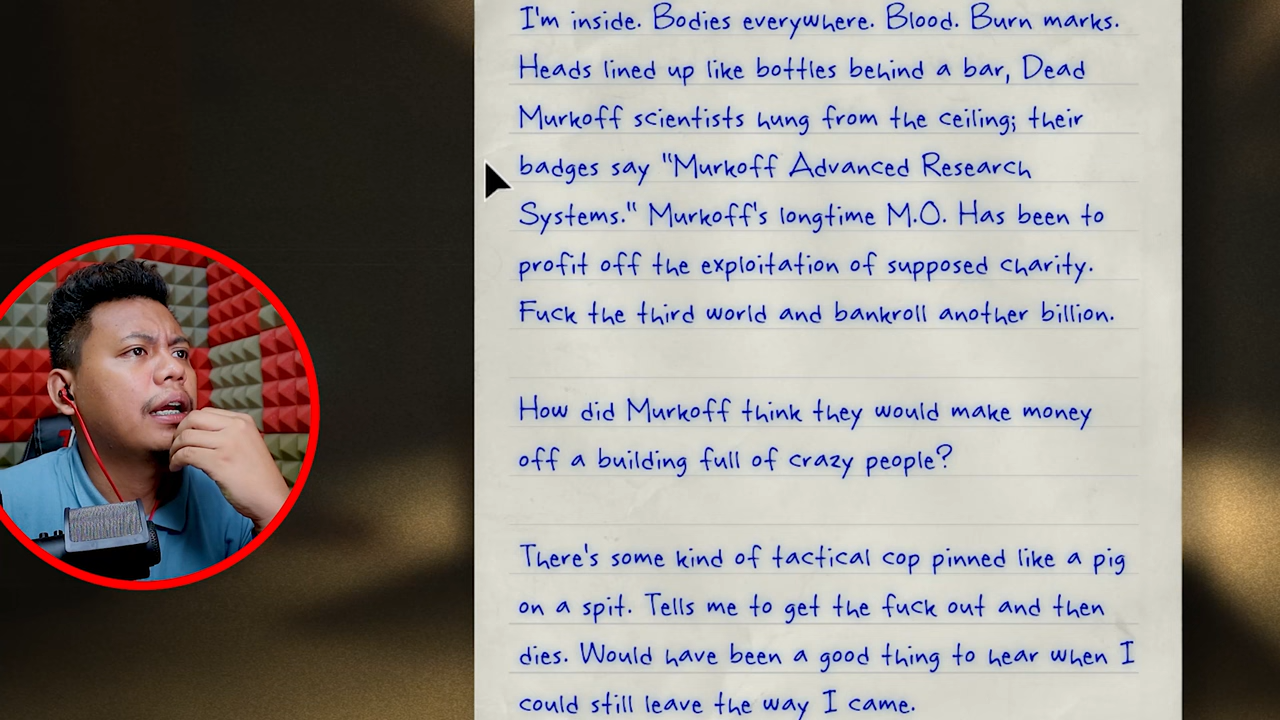 I'm inside. Bodies everywhere. Blood. Burn marks.
Heads lined up like bottles behind a bar, Dead
Murkoff scientists hung from the ceiling; their
badges say "Murkoff Advanced Research
Systems." Murkoff's longtime M.O. Has been to
profit off the exploitation of supposed charity.
Fuck the third world and bankroll another billion.
How did Murkoff think they would make money
off a building full of crazy people?
There's some kind of tactical cop pinned like a pig
on a spit. Tells me to get the fuck out and then
dies. Would have been a good thing to hear when I
could still leave the way I came.